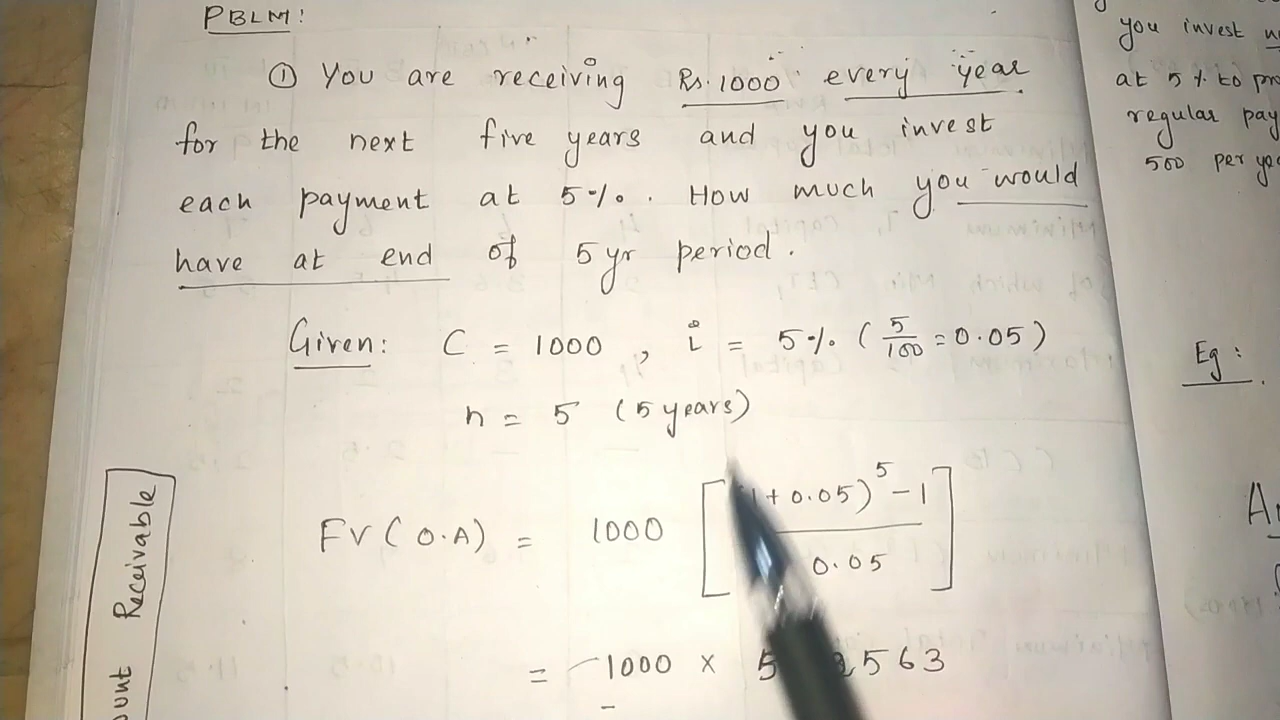 PBLM:
① You are receiving Rs.1000 every year
for the next five years and you invest
each payment at 5%. How much you would
have at end of 5yr period.
Given: C = 1000 , i = 5% ( 5/100 = 0.05)
n = 5 (5 years)
FV ( O.A) = 1000 [ 1+ 0.05)^5 - 1 / 0.05 ]
= 1000 × 5 2563
Receivable
you invest
at 5% to
regular
500 per
Eg :